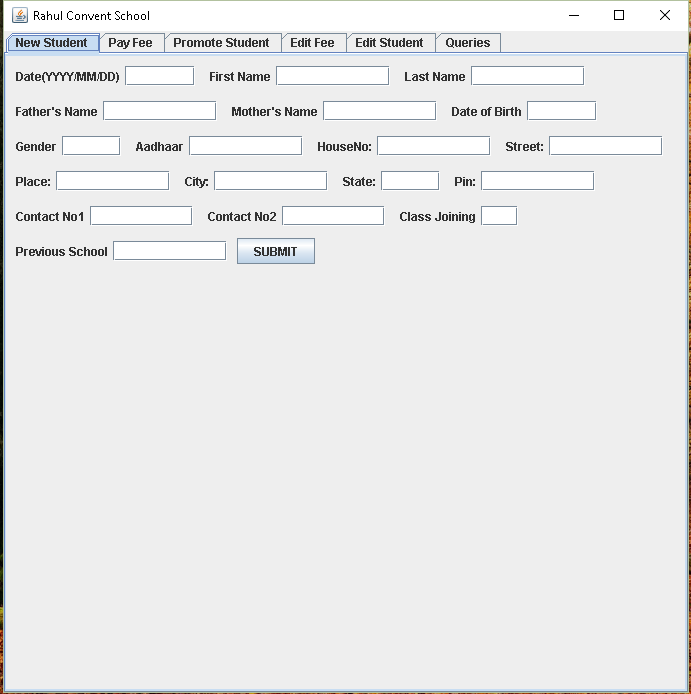 Rahul Convent School
New Student Pay Fee Promote Student Edit Fee Edit Student Queries
Date(YYYY/MM/DD) First Name Last Name
Father's Name Mother's Name Date of Birth
Gender Aadhaar HouseNo: Street:
Place: City: State: Pin:
Contact No1 Contact No2 Class Joining
Previous School SUBMIT